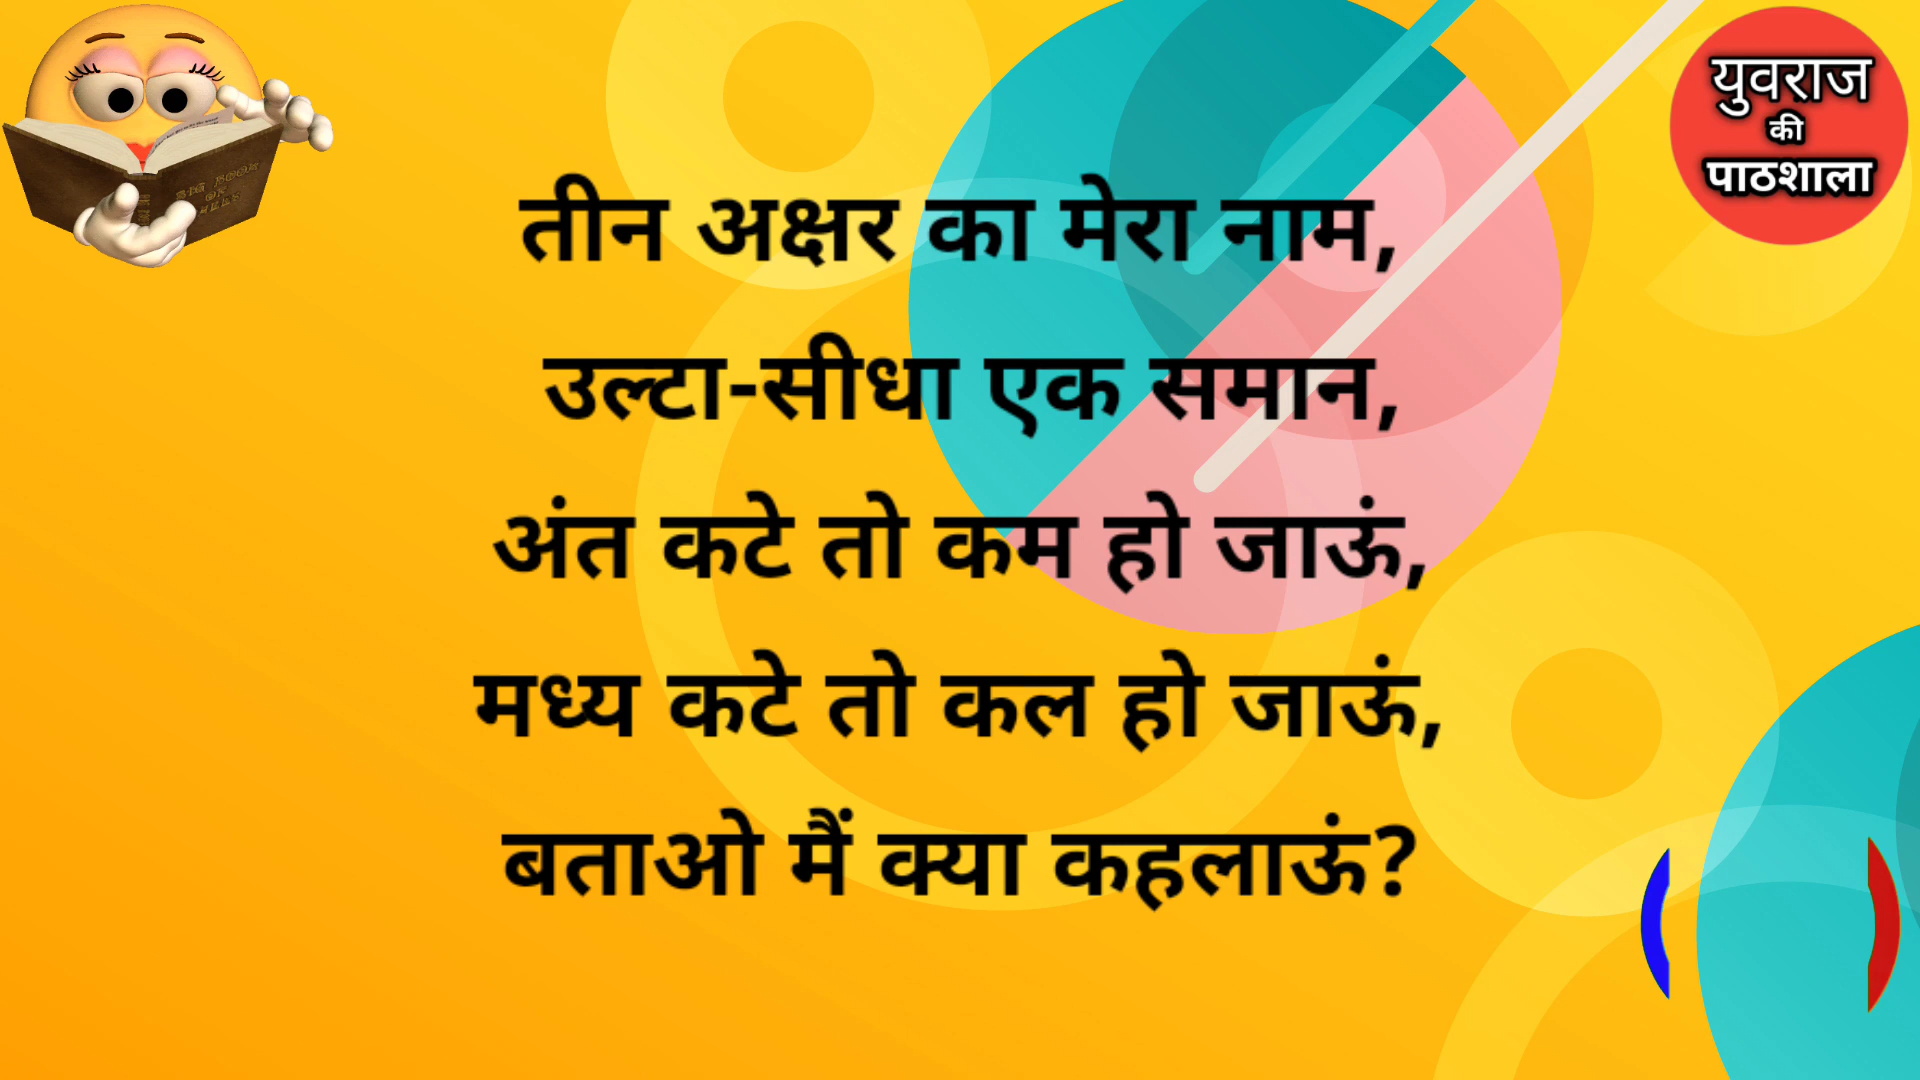 युवराज
की
पाठशाला
तीन अक्षर का मेरा नाम,
उल्टा-सीधा एक समान,
अंत कटे तो कम हो जाऊं,
मध्य कटे तो कल हो जाऊं,
बताओ मैं क्या कहलाऊं?